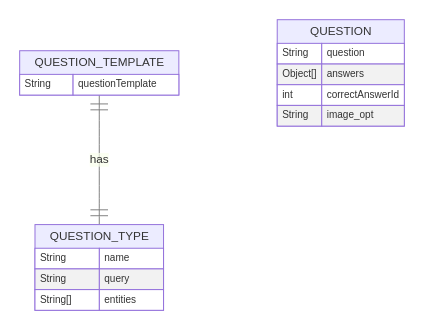 QUESTION_TEMPLATE
String questionTemplate
has
QUESTION_TYPE
String name
String query
String[] entities
QUESTION
String question
Object[] answers
int correctAnswerId
String image_opt